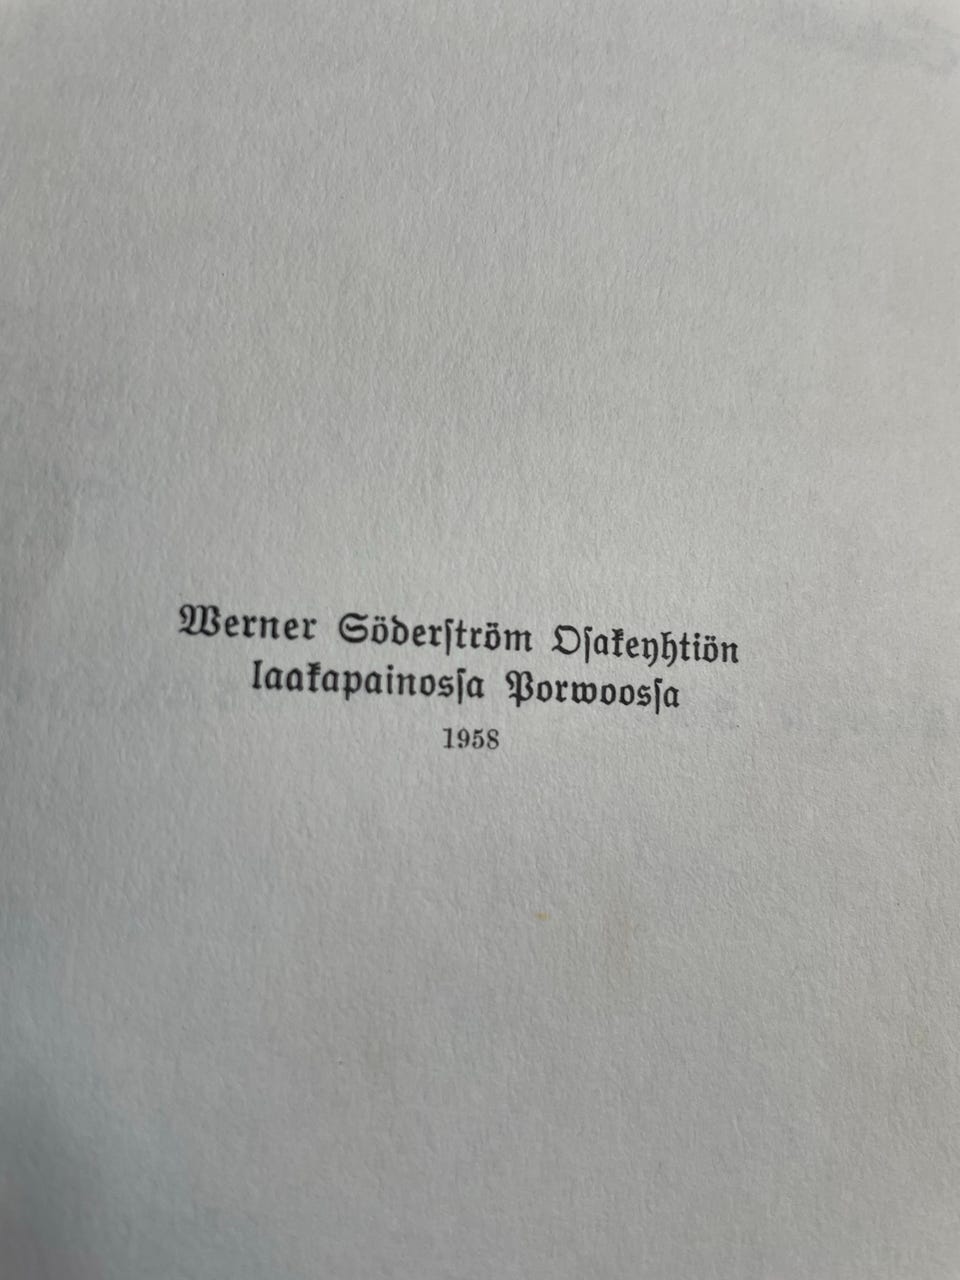 Werner Söderſtröm Oſakeyhtiön
laakapainosſa Porwoosſa
1958